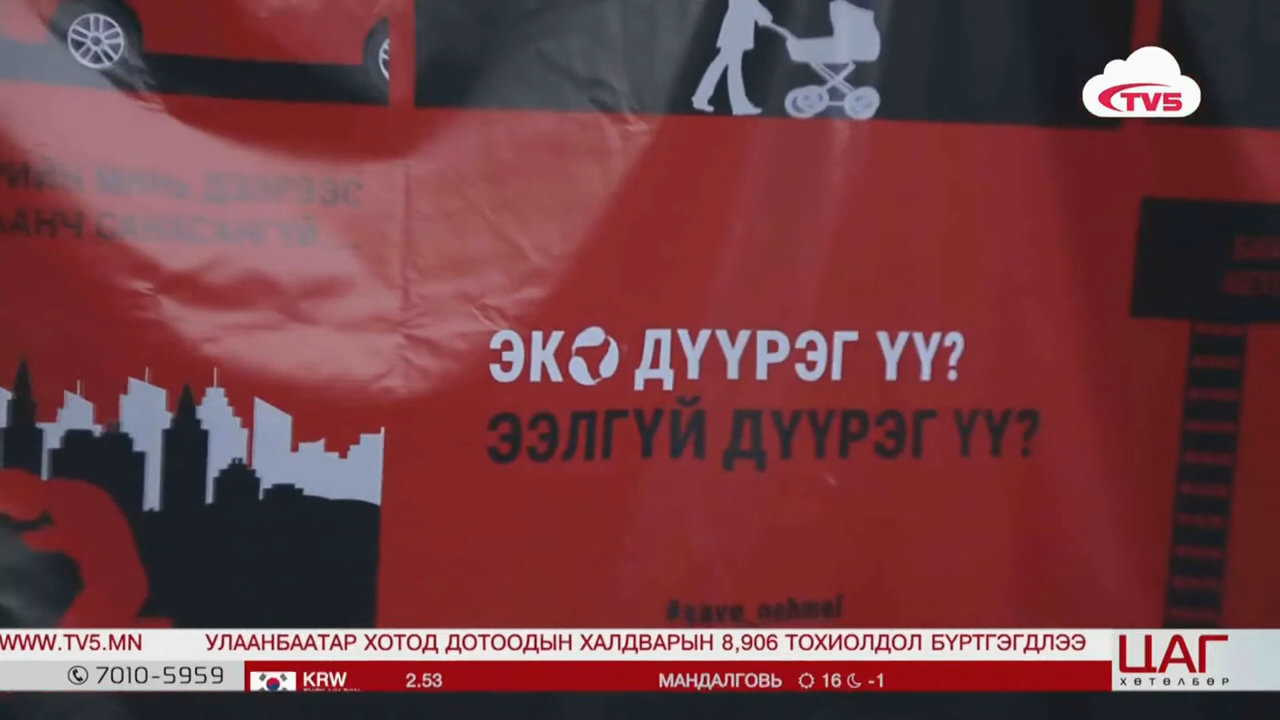 TV5
ДЭЭРЭЭС
ЭКО ДҮҮРЭГ ҮҮ?
ЭЭЛГҮЙ ДҮҮРЭГ ҮҮ?
WWW.TV5.MN УЛААНБААТАР ХОТОД ДОТООДЫН ХАЛДВАРЫН 8,906 ТОХИОЛДОЛ БҮРТГЭГДЛЭЭ
ЦАГ
ХӨТӨЛБӨР
7010-5959 KRW 2.53 МАНДАЛГОВЬ 16 -1